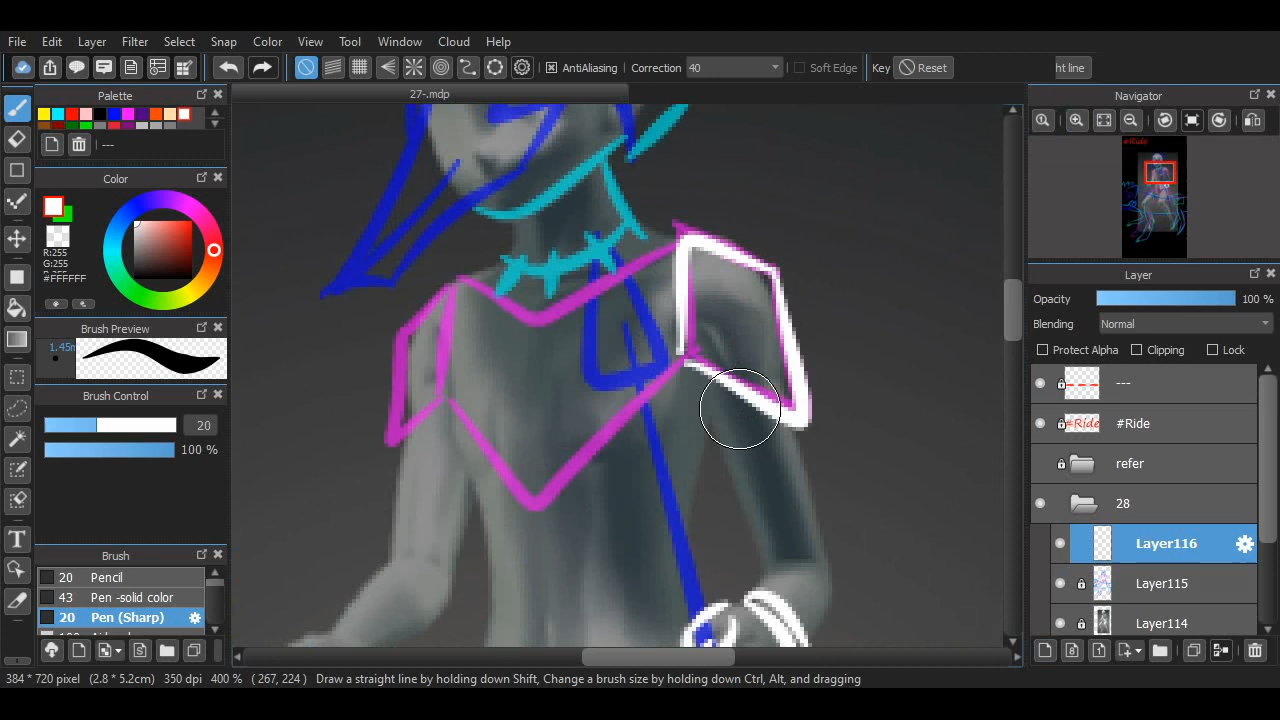 File Edit Layer Filter Select Snap Color View Tool Window Cloud Help
AntiAliasing Correction 40 Soft Edge Key Reset ht line
Palette
27-.mdp
Navigator
---
Color
#Ride
R:255
G:255
#FFFFFF
Layer
Opacity 100 %
Blending Normal
Brush Preview
Protect Alpha Clipping Lock
Brush Control
---
20
#Ride
100 %
refer
28
Layer116
Brush
20 Pencil
Layer115
43 Pen -solid color
20 Pen (Sharp)
Layer114
384 * 720 pixel (2.8 * 5.2cm) 350 dpi 400 % ( 267, 224 ) Draw a straight line by holding down Shift, Change a brush size by holding down Ctrl, Alt, and dragging